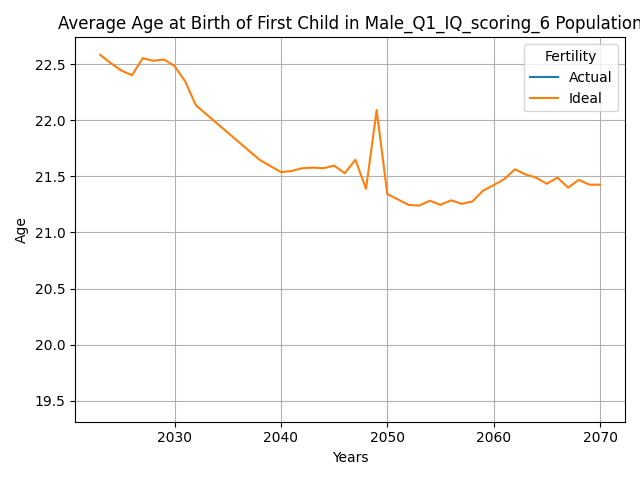 Average Age at Birth of First Child in Male_Q1_IQ_scoring_6 Population
Fertility
Actual
Ideal
22.5
22.0
21.5
21.0
20.5
20.0
19.5
Age
2030 2040 2050 2060 2070
Years